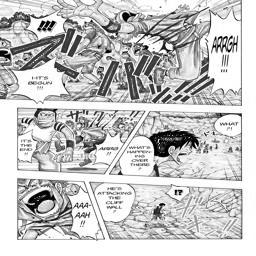 ARRGH
!!!
I-IT'S
BEGUN
!!!
WHAT
?!
WHAT'S
HAPPEN-
ING
OVER
THERE
ARRG
!!
IT'S
THE
END
!!
!?
HE'S
ATTACKING
THE
CLIFF
WALL
AAA-
AAH
!!